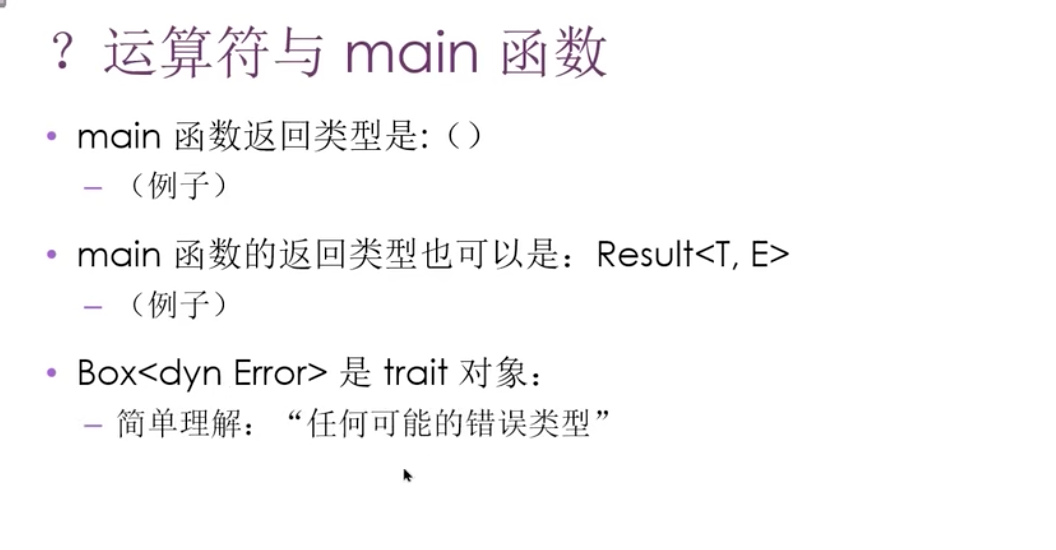 ? 运算符与 main 函数
• main 函数返回类型是:()
– (例子)
• main 函数的返回类型也可以是:Result<T, E>
– (例子)
• Box<dyn Error> 是 trait 对象:
– 简单理解:“任何可能的错误类型”